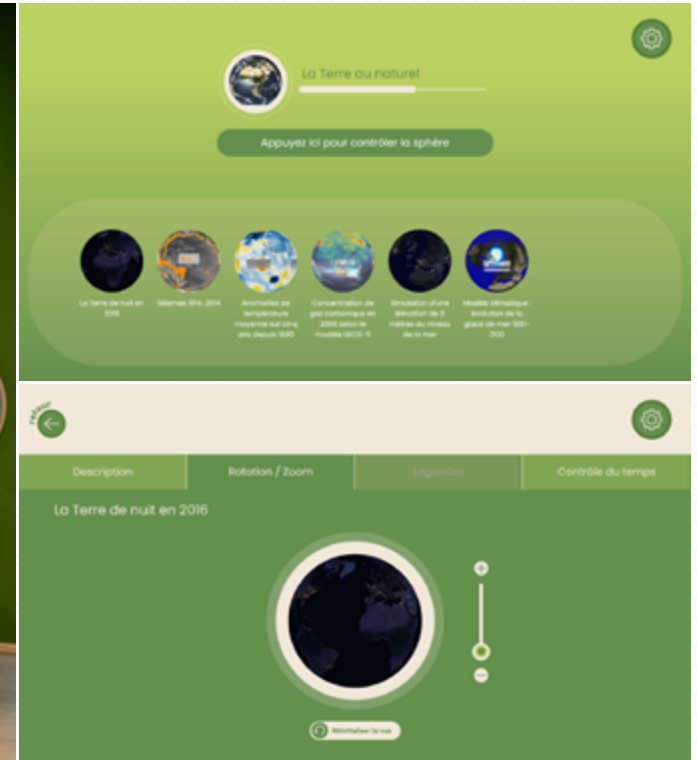 La Terre au naturel
Appuyez ici pour contrôler la sphère
La Terre de nuit en
2016
Séismes 1914-2014
Anomalies de
température
moyenne sur cinq
ans depuis
Concentration de
gaz carbonique en
2006 selon le
modèle GEOS-5
Simulation d'une
élévation de
mètres du niveau
de la mer
Modèle climatique :
évolution de la
glace de mer
retour
Description
Rotation / Zoom
Légendes
Contrôle du temps
La Terre de nuit en 2016
Réinitialiser la vue